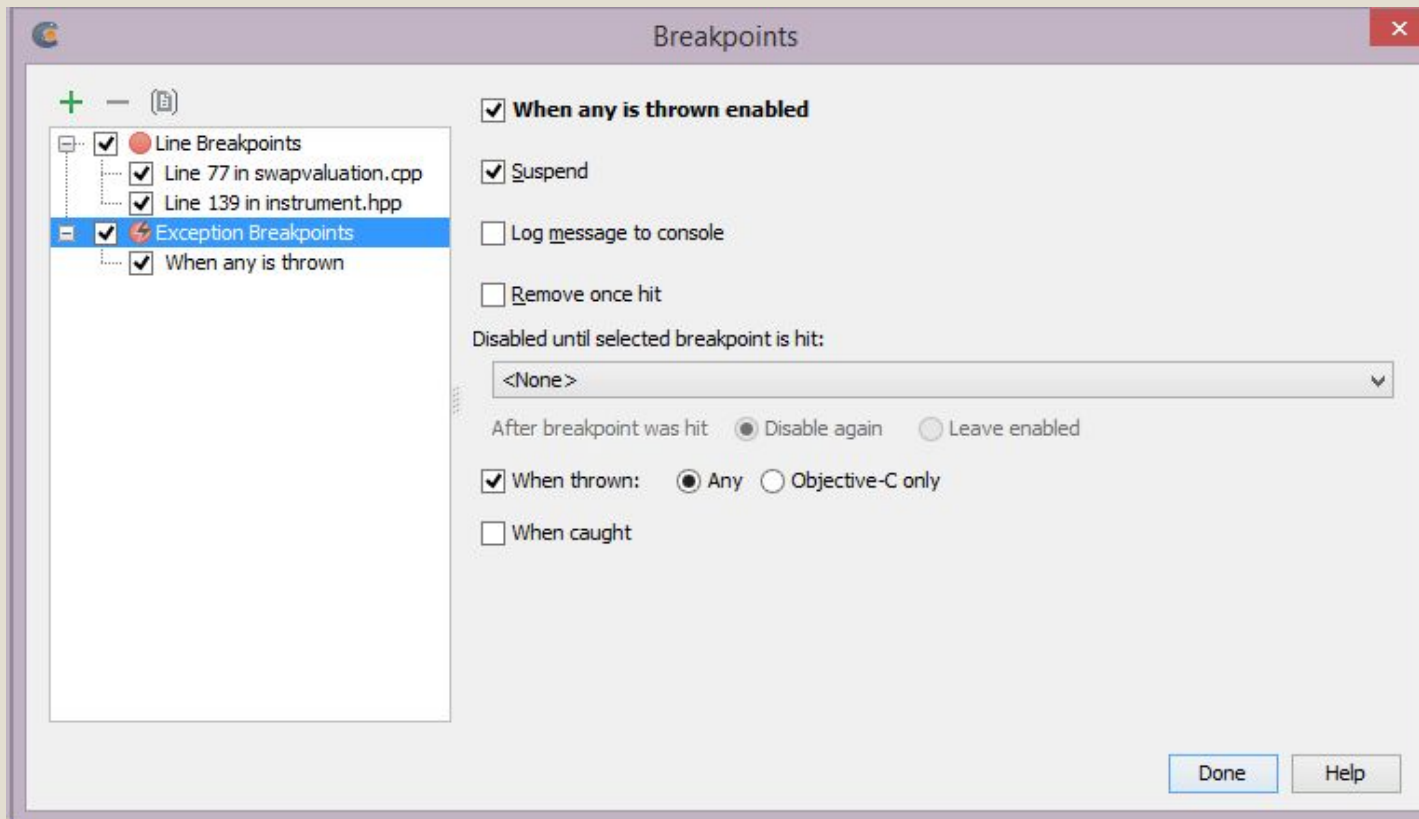 Breakpoints
Line Breakpoints
Line 77 in swapvaluation.cpp
Line 139 in instrument.hpp
Exception Breakpoints
When any is thrown
When any is thrown enabled
Suspend
Log message to console
Remove once hit
Disabled until selected breakpoint is hit:
<None>
After breakpoint was hit Disable again Leave enabled
When thrown: Any Objective-C only
When caught
Done Help